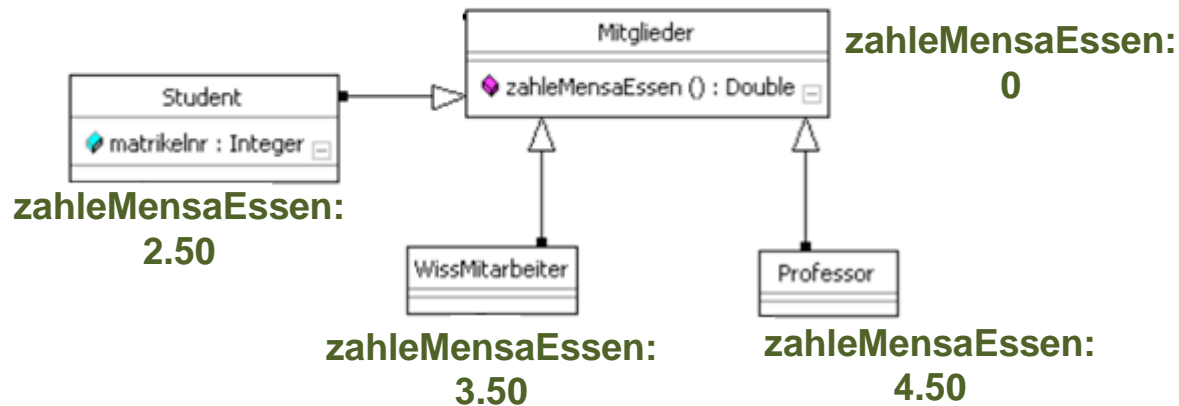 Mitglieder
zahleMensaEssen () : Double
zahleMensaEssen:
0
Student
matrikelnr : Integer
zahleMensaEssen:
2.50
WissMitarbeiter
zahleMensaEssen:
3.50
Professor
zahleMensaEssen:
4.50